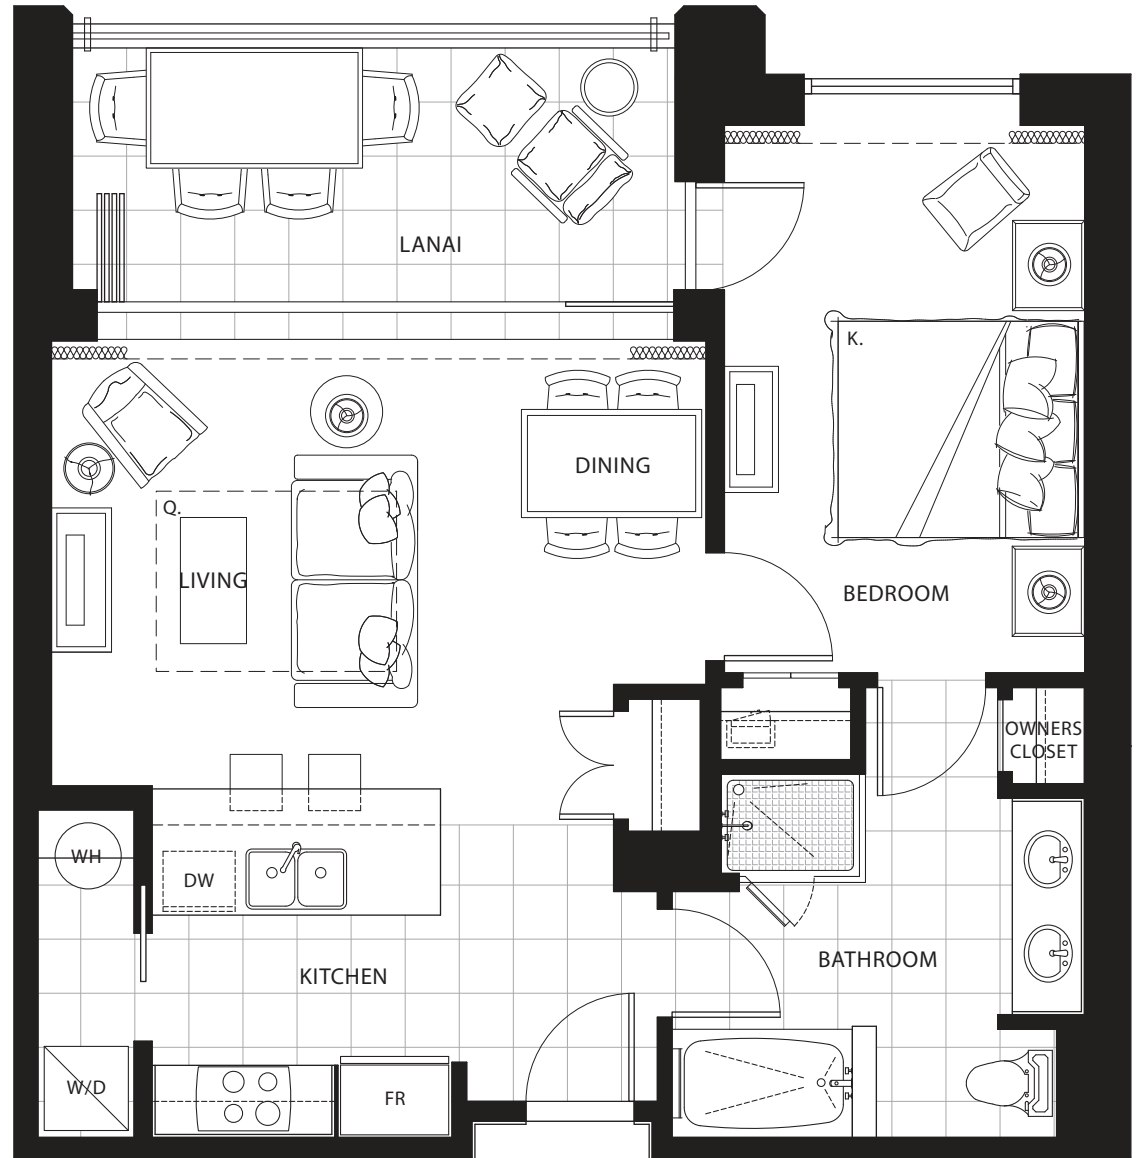 LANAI
K.
DINING
Q.
LIVING
BEDROOM
OWNERS
CLOSET
WH
DW
BATHROOM
KITCHEN
W/D
FR